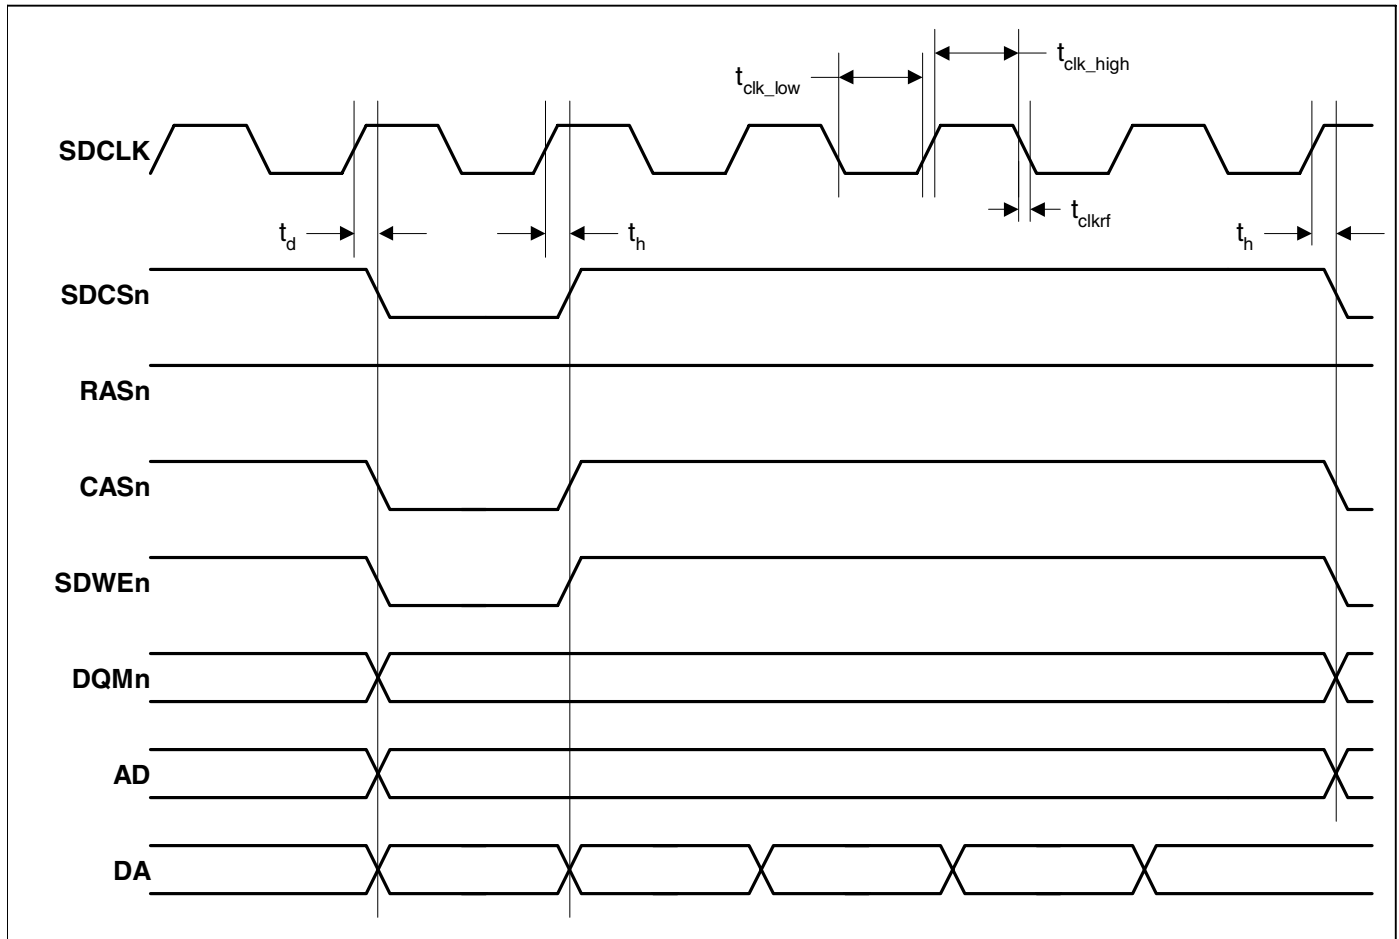 t_clk_high
t_clk_low
SDCLK
t_clkrf
t_d
t_h
t_h
SDCSn
RASn
CASn
SDWEn
DQMn
AD
DA